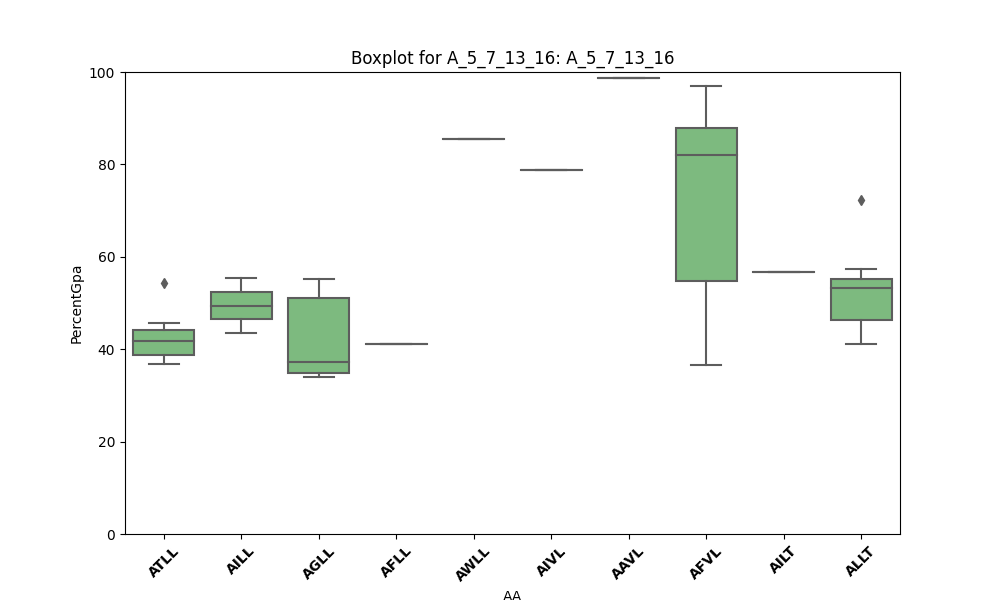 Boxplot for A_5_7_13_16: A_5_7_13_16
100
80
60
40
20
0
PercentGpa
ATLL AILL AGLL AFLL AWLL AIVL AAVL AFVL AILT ALLT
AA